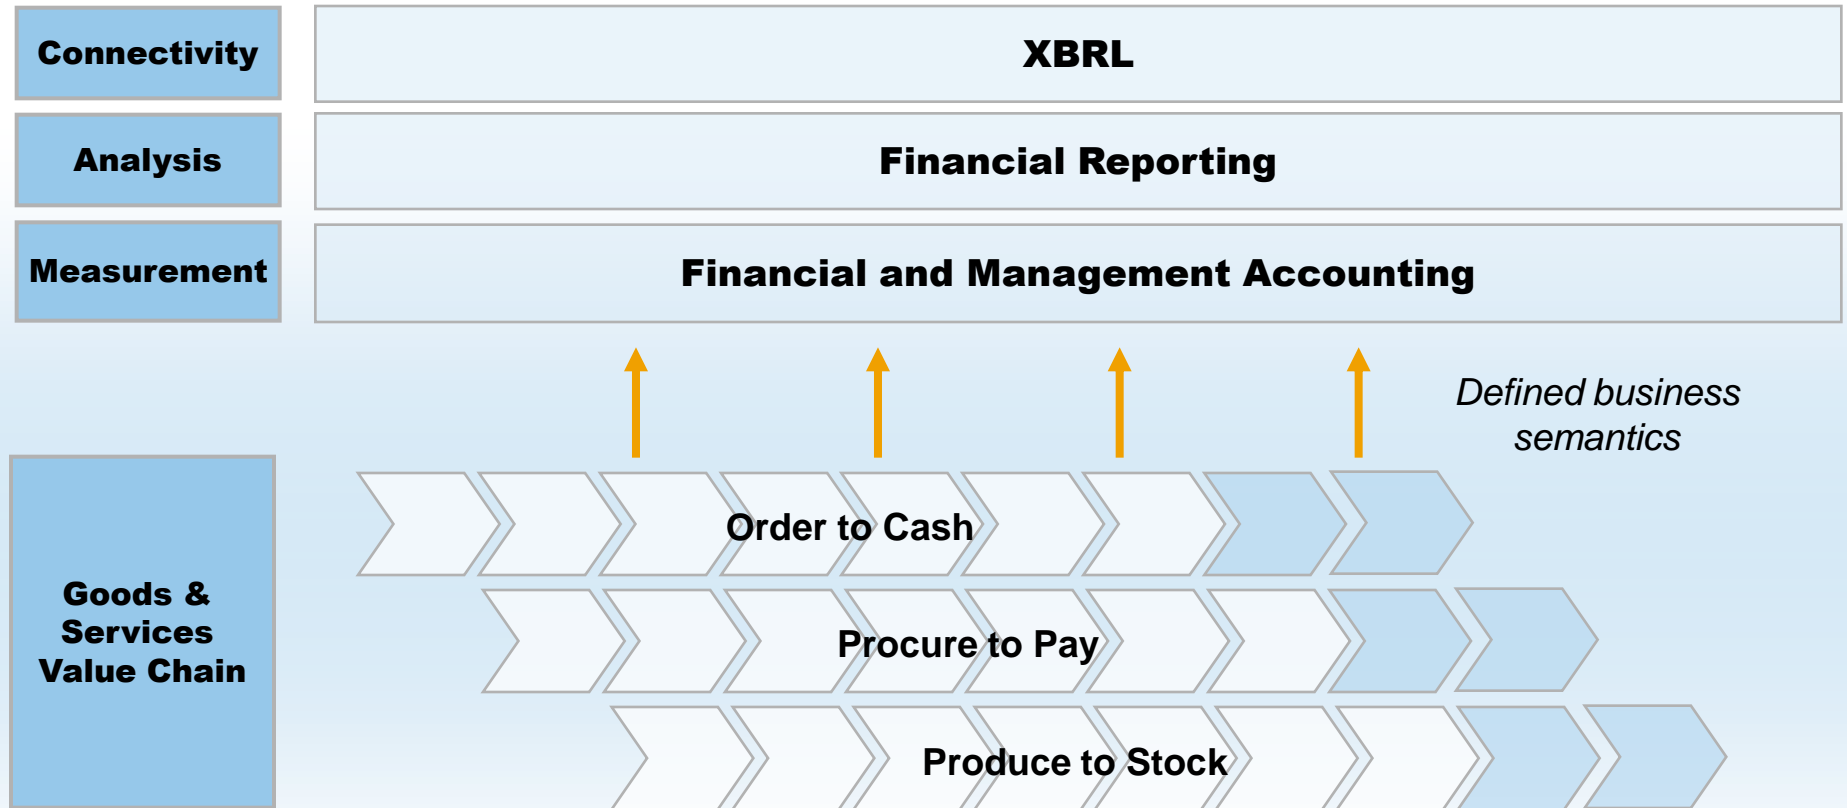 Connectivity
XBRL
Analysis
Financial Reporting
Measurement
Financial and Management Accounting
Defined business
semantics
Goods &
Services
Value Chain
Order to Cash
Procure to Pay
Produce to Stock